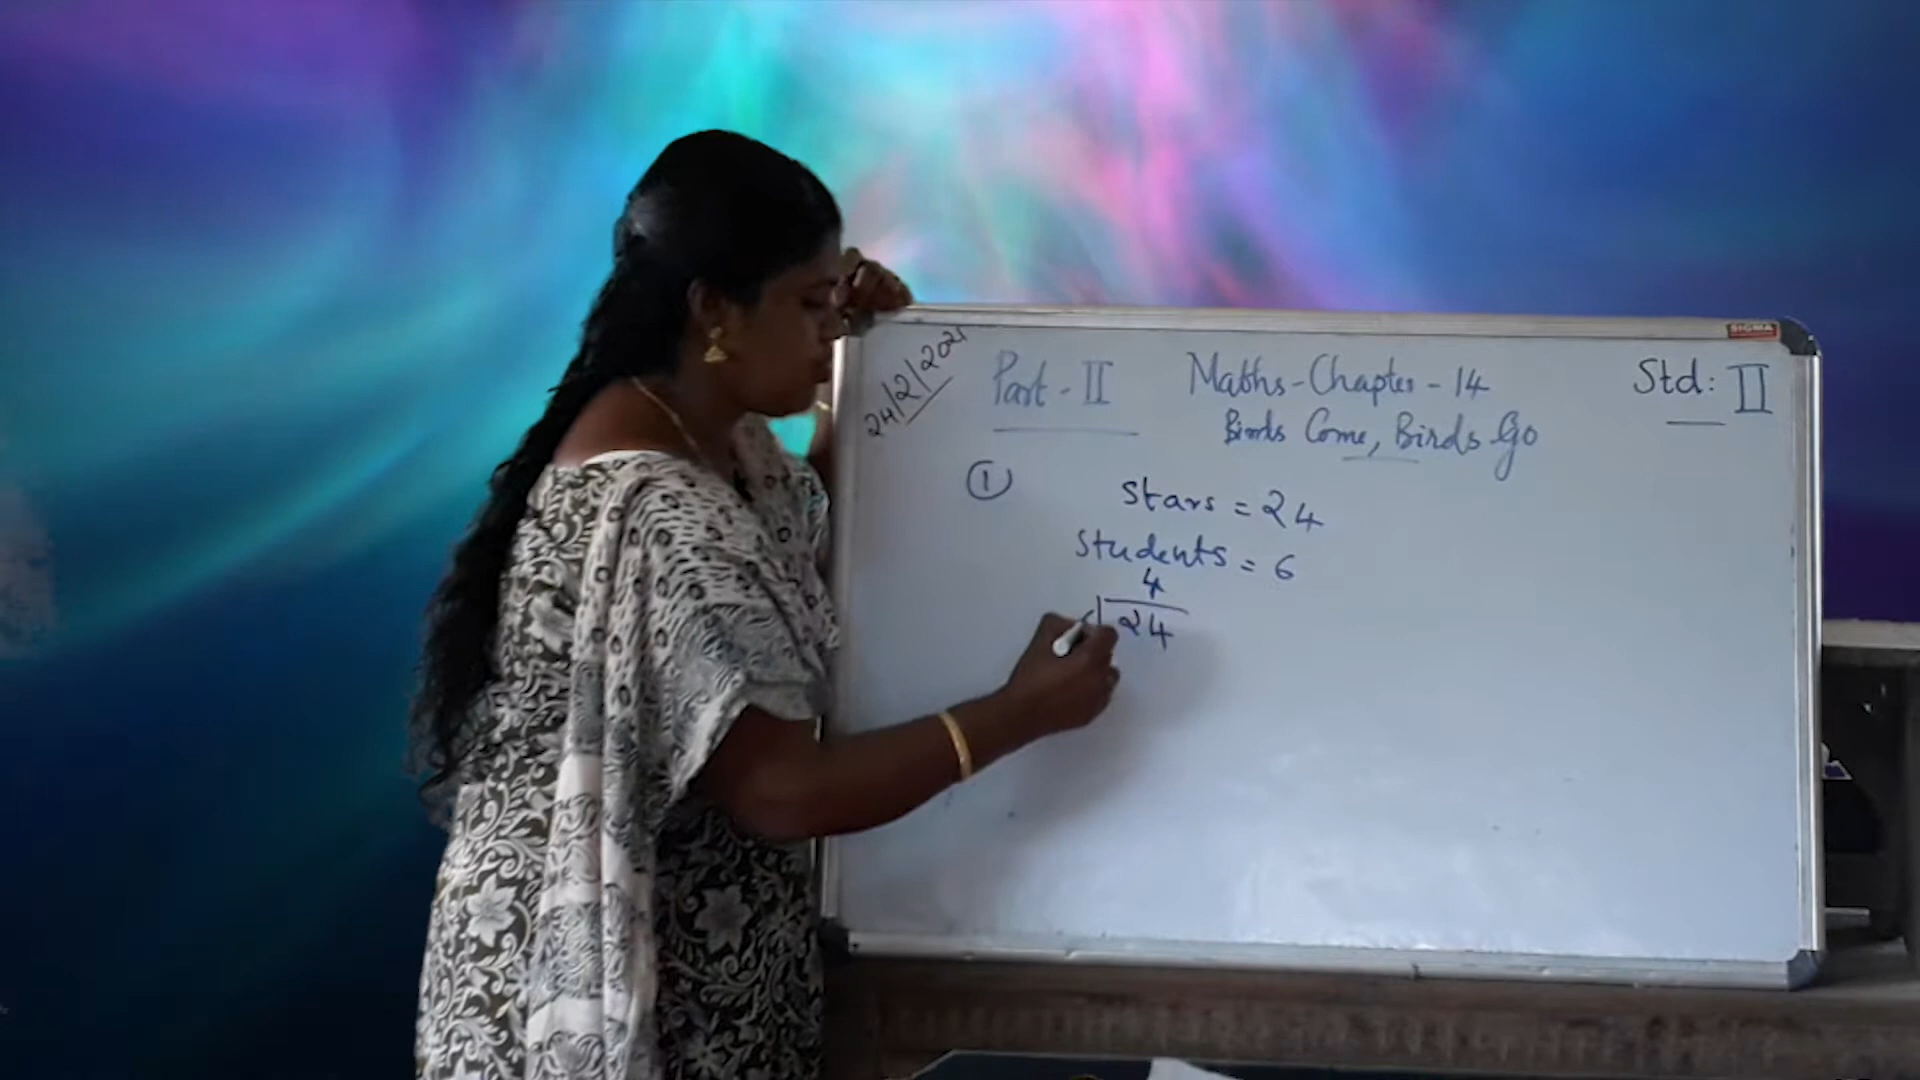 SIGMA
24/2/2021
Part - II
Maths - Chapter - 14
Std: II
Birds Come, Birds Go
①
Stars = 24
Students = 6
4
24